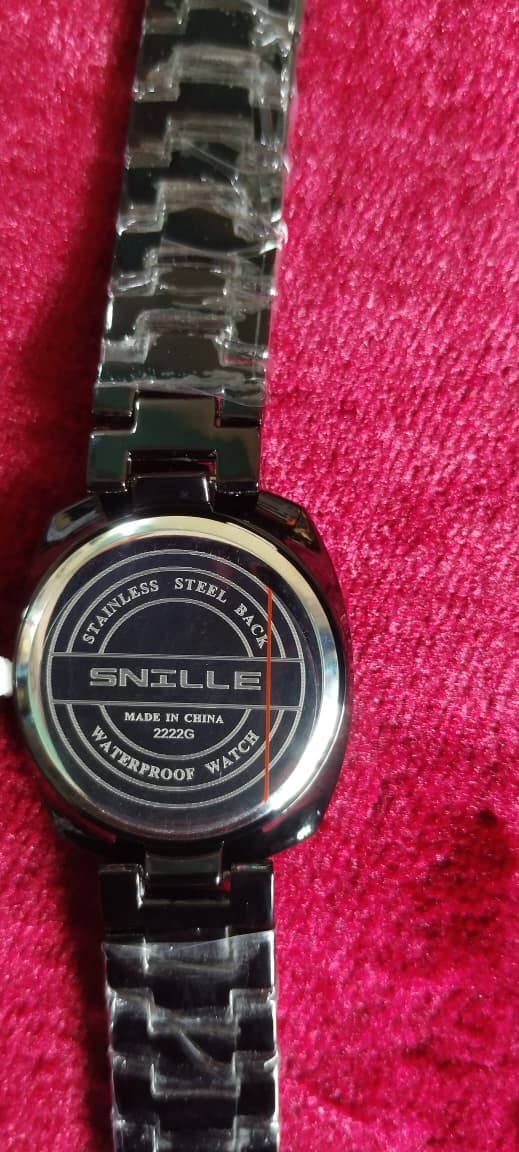 STAINLESS STEEL BACK
SNILLE
MADE IN CHINA
2222G
WATERPROOF WATCH